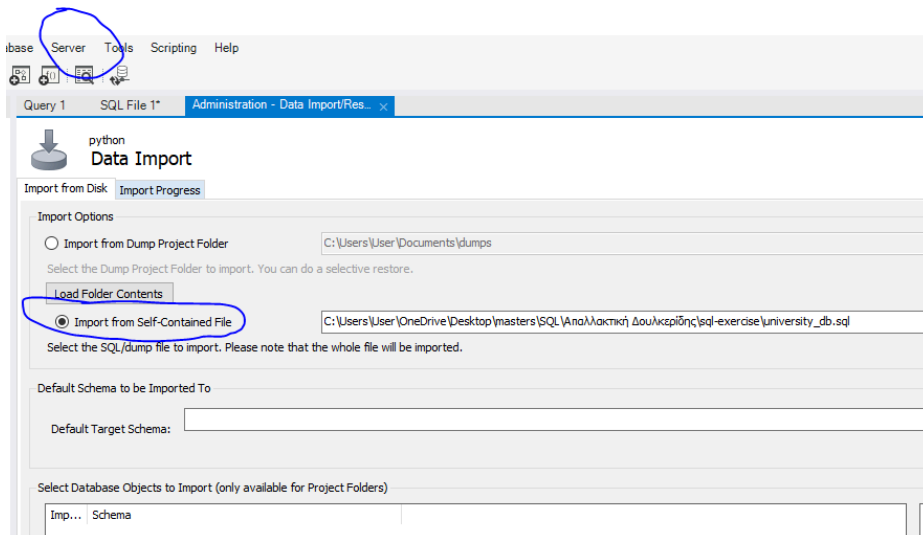 abase Server Tools Scripting Help
Query 1 SQL File 1* Administration - Data Import/Res...
python
Data Import
Import from Disk Import Progress
Import Options
Import from Dump Project Folder C:\Users\User\Documents\dumps
Select the Dump Project Folder to import. You can do a selective restore.
Load Folder Contents
Import from Self-Contained File C:\Users\User\OneDrive\Desktop\masters\SQL\Απαλλακτική Δουλκερίδης\sql-exercise\university_db.sql
Select the SQL/dump file to import. Please note that the whole file will be imported.
Default Schema to be Imported To
Default Target Schema:
Select Database Objects to Import (only available for Project Folders)
Imp... Schema